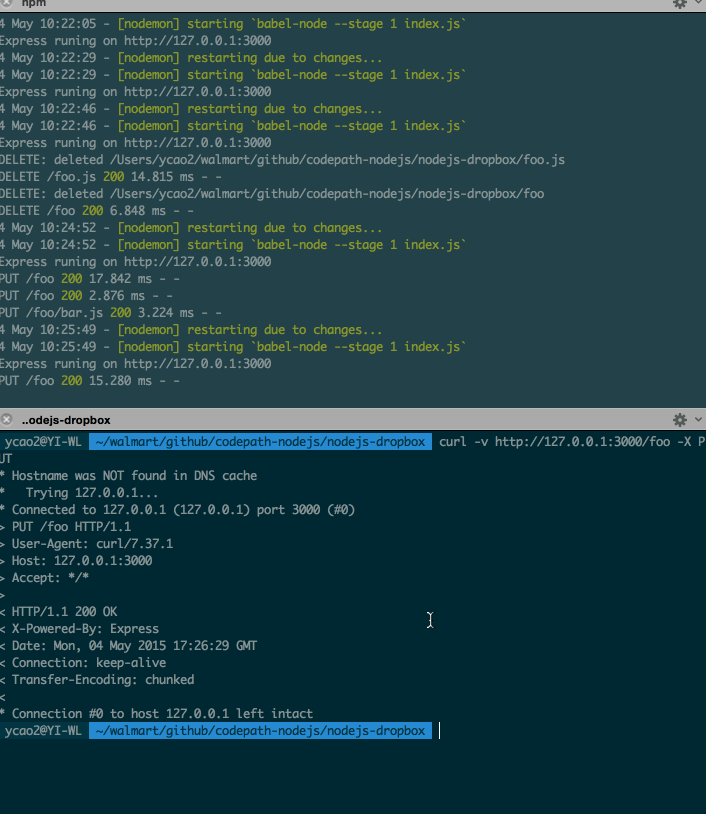 npm
4 May 10:22:05 - [nodemon] starting `babel-node --stage 1 index.js`
Express runing on http://127.0.0.1:3000
4 May 10:22:29 - [nodemon] restarting due to changes...
4 May 10:22:29 - [nodemon] starting `babel-node --stage 1 index.js`
Express runing on http://127.0.0.1:3000
4 May 10:22:46 - [nodemon] restarting due to changes...
4 May 10:22:46 - [nodemon] starting `babel-node --stage 1 index.js`
Express runing on http://127.0.0.1:3000
DELETE: deleted /Users/ycao2/walmart/github/codepath-nodejs/nodejs-dropbox/foo.js
DELETE /foo.js 200 14.815 ms - -
DELETE: deleted /Users/ycao2/walmart/github/codepath-nodejs/nodejs-dropbox/foo
DELETE /foo 200 6.848 ms - -
4 May 10:24:52 - [nodemon] restarting due to changes...
4 May 10:24:52 - [nodemon] starting `babel-node --stage 1 index.js`
Express runing on http://127.0.0.1:3000
PUT /foo 200 17.842 ms - -
PUT /foo 200 2.876 ms - -
PUT /foo/bar.js 200 3.224 ms - -
4 May 10:25:49 - [nodemon] restarting due to changes...
4 May 10:25:49 - [nodemon] starting `babel-node --stage 1 index.js`
Express runing on http://127.0.0.1:3000
PUT /foo 200 15.280 ms - -
..odejs-dropbox
ycao2@YI-WL ~/walmart/github/codepath-nodejs/nodejs-dropbox curl -v http://127.0.0.1:3000/foo -X P
UT
* Hostname was NOT found in DNS cache
*   Trying 127.0.0.1...
* Connected to 127.0.0.1 (127.0.0.1) port 3000 (#0)
> PUT /foo HTTP/1.1
> User-Agent: curl/7.37.1
> Host: 127.0.0.1:3000
> Accept: */*
>
< HTTP/1.1 200 OK
< X-Powered-By: Express
< Date: Mon, 04 May 2015 17:26:29 GMT
< Connection: keep-alive
< Transfer-Encoding: chunked
<
* Connection #0 to host 127.0.0.1 left intact
ycao2@YI-WL ~/walmart/github/codepath-nodejs/nodejs-dropbox